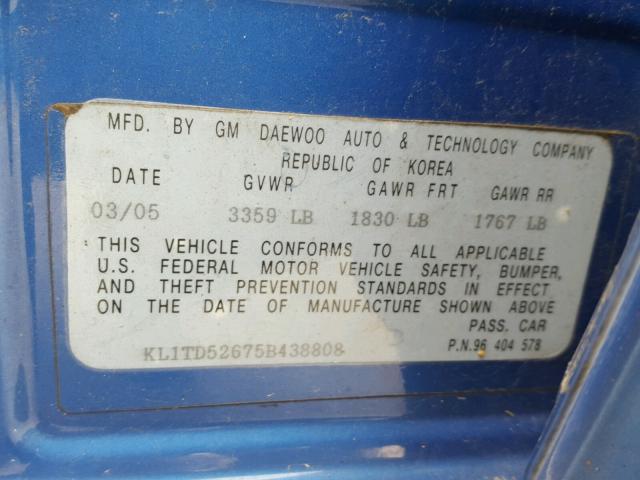 MFD. BY GM DAEWOO AUTO & TECHNOLOGY COMPANY
REPUBLIC OF KOREA
DATE GVWR GAWR FRT GAWR RR
03/05 3359 LB 1830 LB 1767 LB
THIS VEHICLE CONFORMS TO ALL APPLICABLE
U.S. FEDERAL MOTOR VEHICLE SAFETY, BUMPER,
AND THEFT PREVENTION STANDARDS IN EFFECT
ON THE DATE OF MANUFACTURE SHOWN ABOVE
PASS. CAR
KL1TD52675B438808 P.N.96 404 578